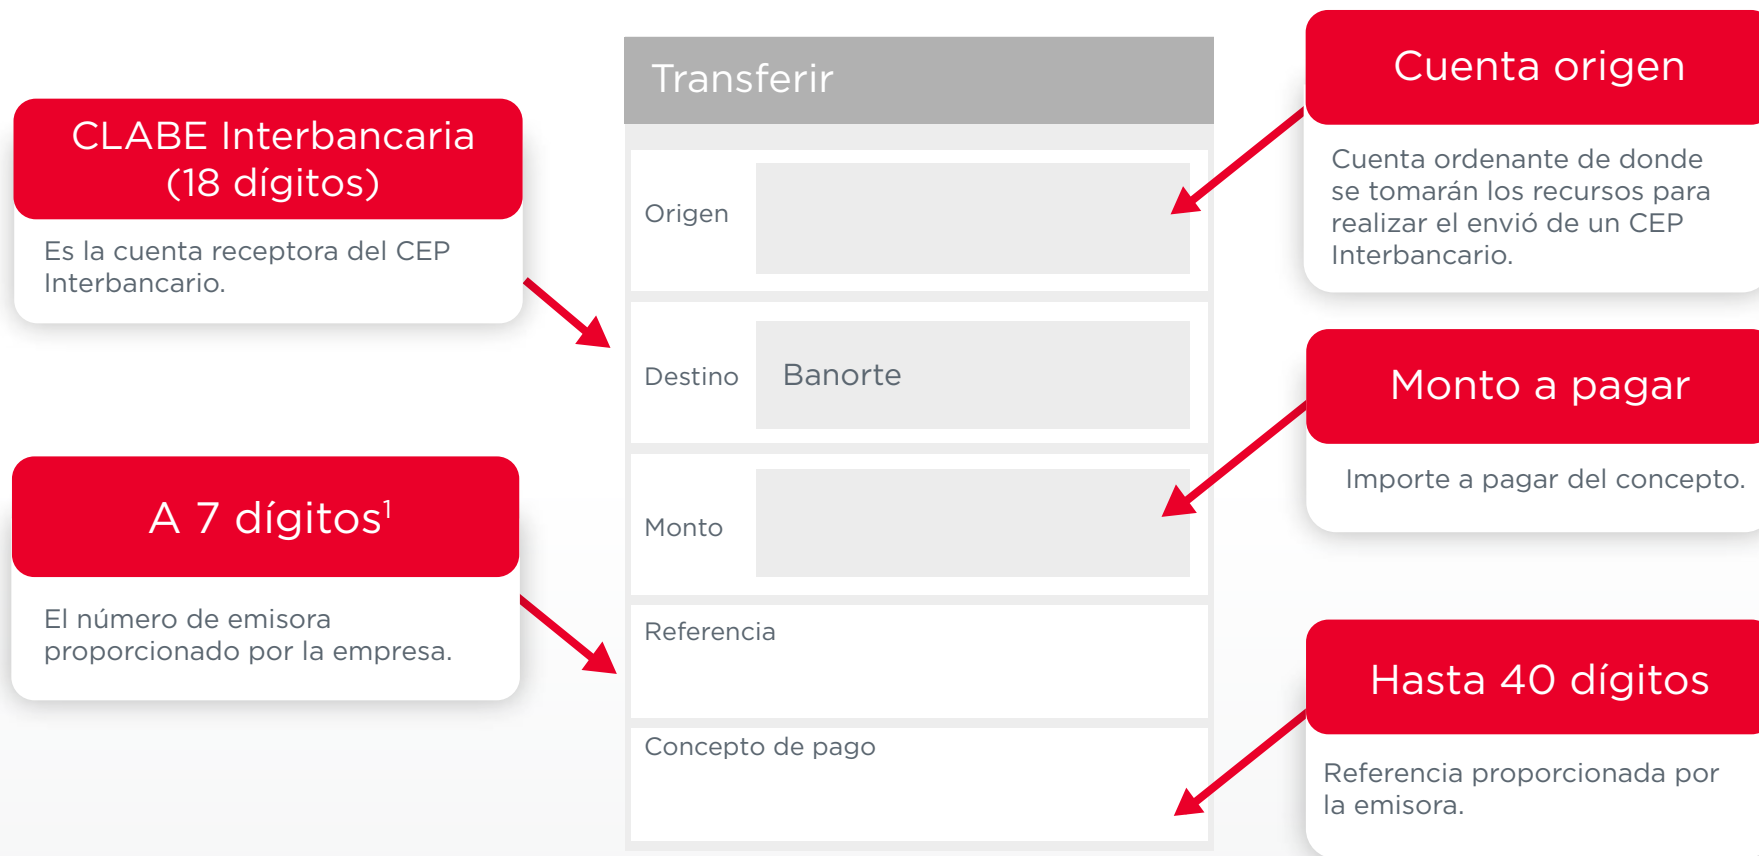 CLABE Interbancaria
(18 dígitos)
Es la cuenta receptora del CEP
Interbancario.
A 7 dígitos¹
El número de emisora
proporcionado por la empresa.
Transferir
Origen
Destino
Banorte
Monto
Referencia
Concepto de pago
Cuenta origen
Cuenta ordenante de donde
se tomarán los recursos para
realizar el envió de un CEP
Interbancario.
Monto a pagar
Importe a pagar del concepto.
Hasta 40 dígitos
Referencia proporcionada por
la emisora.